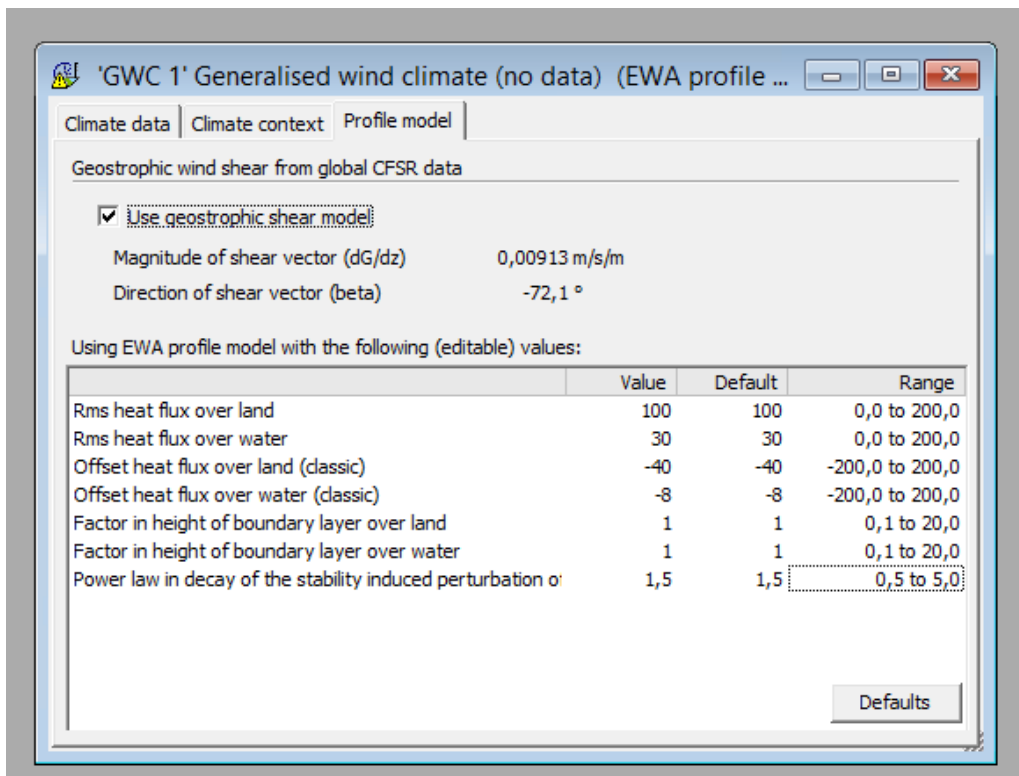 'GWC 1' Generalised wind climate (no data) (EWA profile ...
Climate data Climate context Profile model
Geostrophic wind shear from global CFSR data
Use geostrophic shear model
Magnitude of shear vector (dG/dz) 0,00913 m/s/m
Direction of shear vector (beta) -72,1 º
Using EWA profile model with the following (editable) values:
Value Default Range
Rms heat flux over land 100 100 0,0 to 200,0
Rms heat flux over water 30 30 0,0 to 200,0
Offset heat flux over land (classic) -40 -40 -200,0 to 200,0
Offset heat flux over water (classic) -8 -8 -200,0 to 200,0
Factor in height of boundary layer over land 1 1 0,1 to 20,0
Factor in height of boundary layer over water 1 1 0,1 to 20,0
Power law in decay of the stability induced perturbation 1,5 1,5 0,5 to 5,0
Defaults